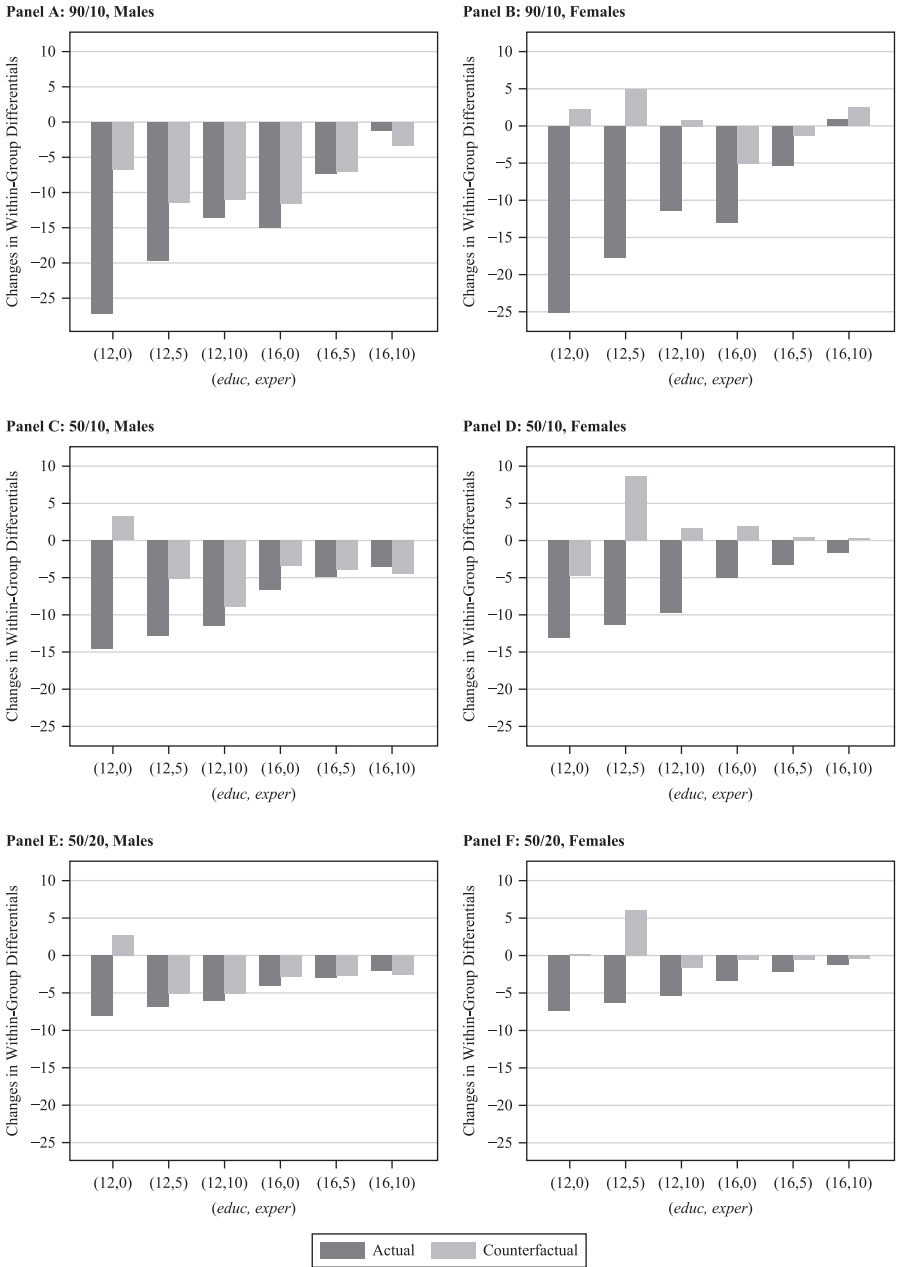 Panel A: 90/10, Males
Changes in Within-Group Differentials
10
5
0
−5
−10
−15
−20
−25
(12,0) (12,5) (12,10) (16,0) (16,5) (16,10)
(educ, exper)
Panel B: 90/10, Females
Changes in Within-Group Differentials
10
5
0
−5
−10
−15
−20
−25
(12,0) (12,5) (12,10) (16,0) (16,5) (16,10)
(educ, exper)
Panel C: 50/10, Males
Changes in Within-Group Differentials
10
5
0
−5
−10
−15
−20
−25
(12,0) (12,5) (12,10) (16,0) (16,5) (16,10)
(educ, exper)
Panel D: 50/10, Females
Changes in Within-Group Differentials
10
5
0
−5
−10
−15
−20
−25
(12,0) (12,5) (12,10) (16,0) (16,5) (16,10)
(educ, exper)
Panel E: 50/20, Males
Changes in Within-Group Differentials
10
5
0
−5
−10
−15
−20
−25
(12,0) (12,5) (12,10) (16,0) (16,5) (16,10)
(educ, exper)
Panel F: 50/20, Females
Changes in Within-Group Differentials
10
5
0
−5
−10
−15
−20
−25
(12,0) (12,5) (12,10) (16,0) (16,5) (16,10)
(educ, exper)
Actual Counterfactual